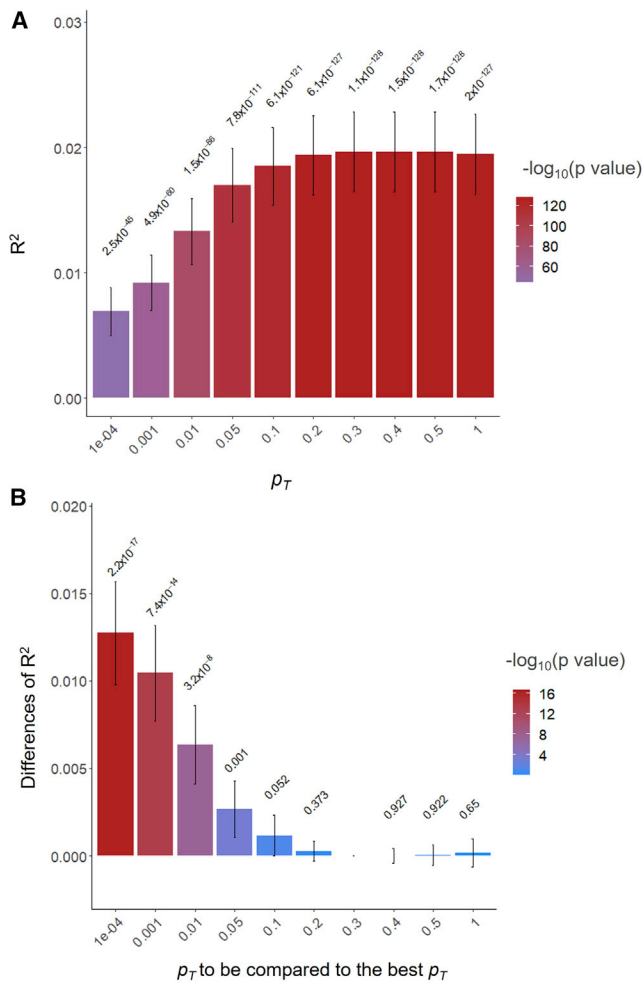 A
0.03
0.02
0.01
0.00
R²
2.5x10⁻⁴⁵
4.9x10⁻⁶⁰
1.5x10⁻⁸⁶
7.8x10⁻¹¹¹
6.1x10⁻¹²¹
6.1x10⁻¹²⁷
1.1x10⁻¹²⁸
1.5x10⁻¹²⁸
1.7x10⁻¹²⁸
2x10⁻¹²⁷
1e-04
0.001
0.01
0.05
0.1
0.2
0.3
0.4
0.5
1
p_T
-log₁₀(p value)
120
100
80
60
B
0.020
0.015
0.010
0.005
0.000
Differences of R²
2.2x10⁻¹⁷
7.4x10⁻¹⁴
3.2x10⁻⁸
0.001
0.052
0.373
0.927
0.922
0.65
1e-04
0.001
0.01
0.05
0.1
0.2
0.3
0.4
0.5
1
p_T to be compared to the best p_T
-log₁₀(p value)
16
12
8
4